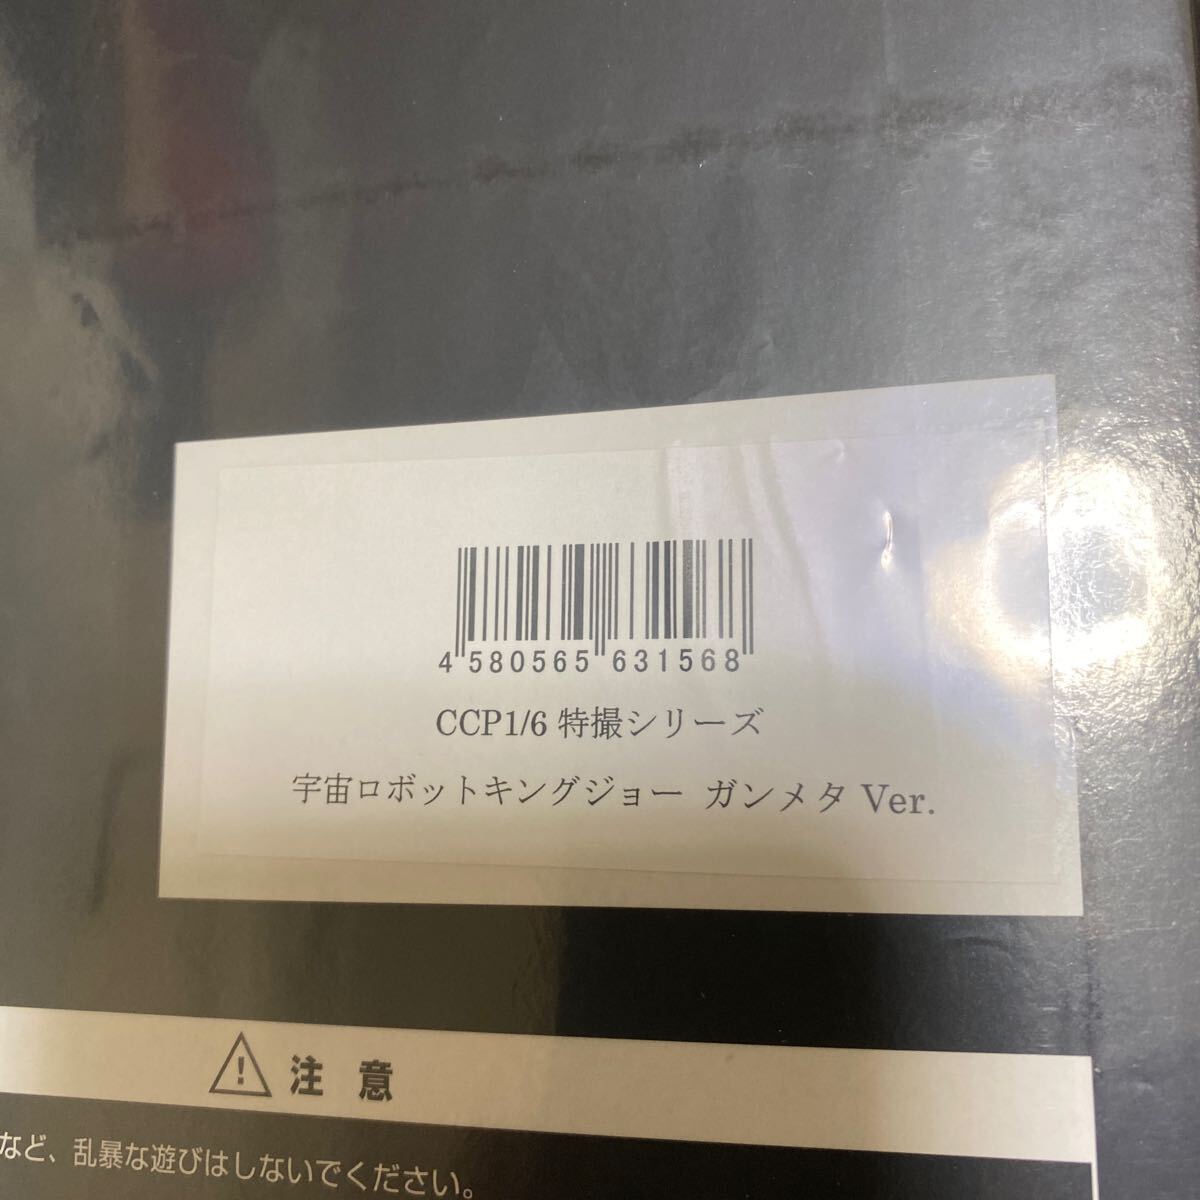 4 580565 631568
CCP1/6 特撮シリーズ
宇宙ロボットキングジョー ガンメタ Ver.
注 意
など、乱暴な遊びはしないでください。